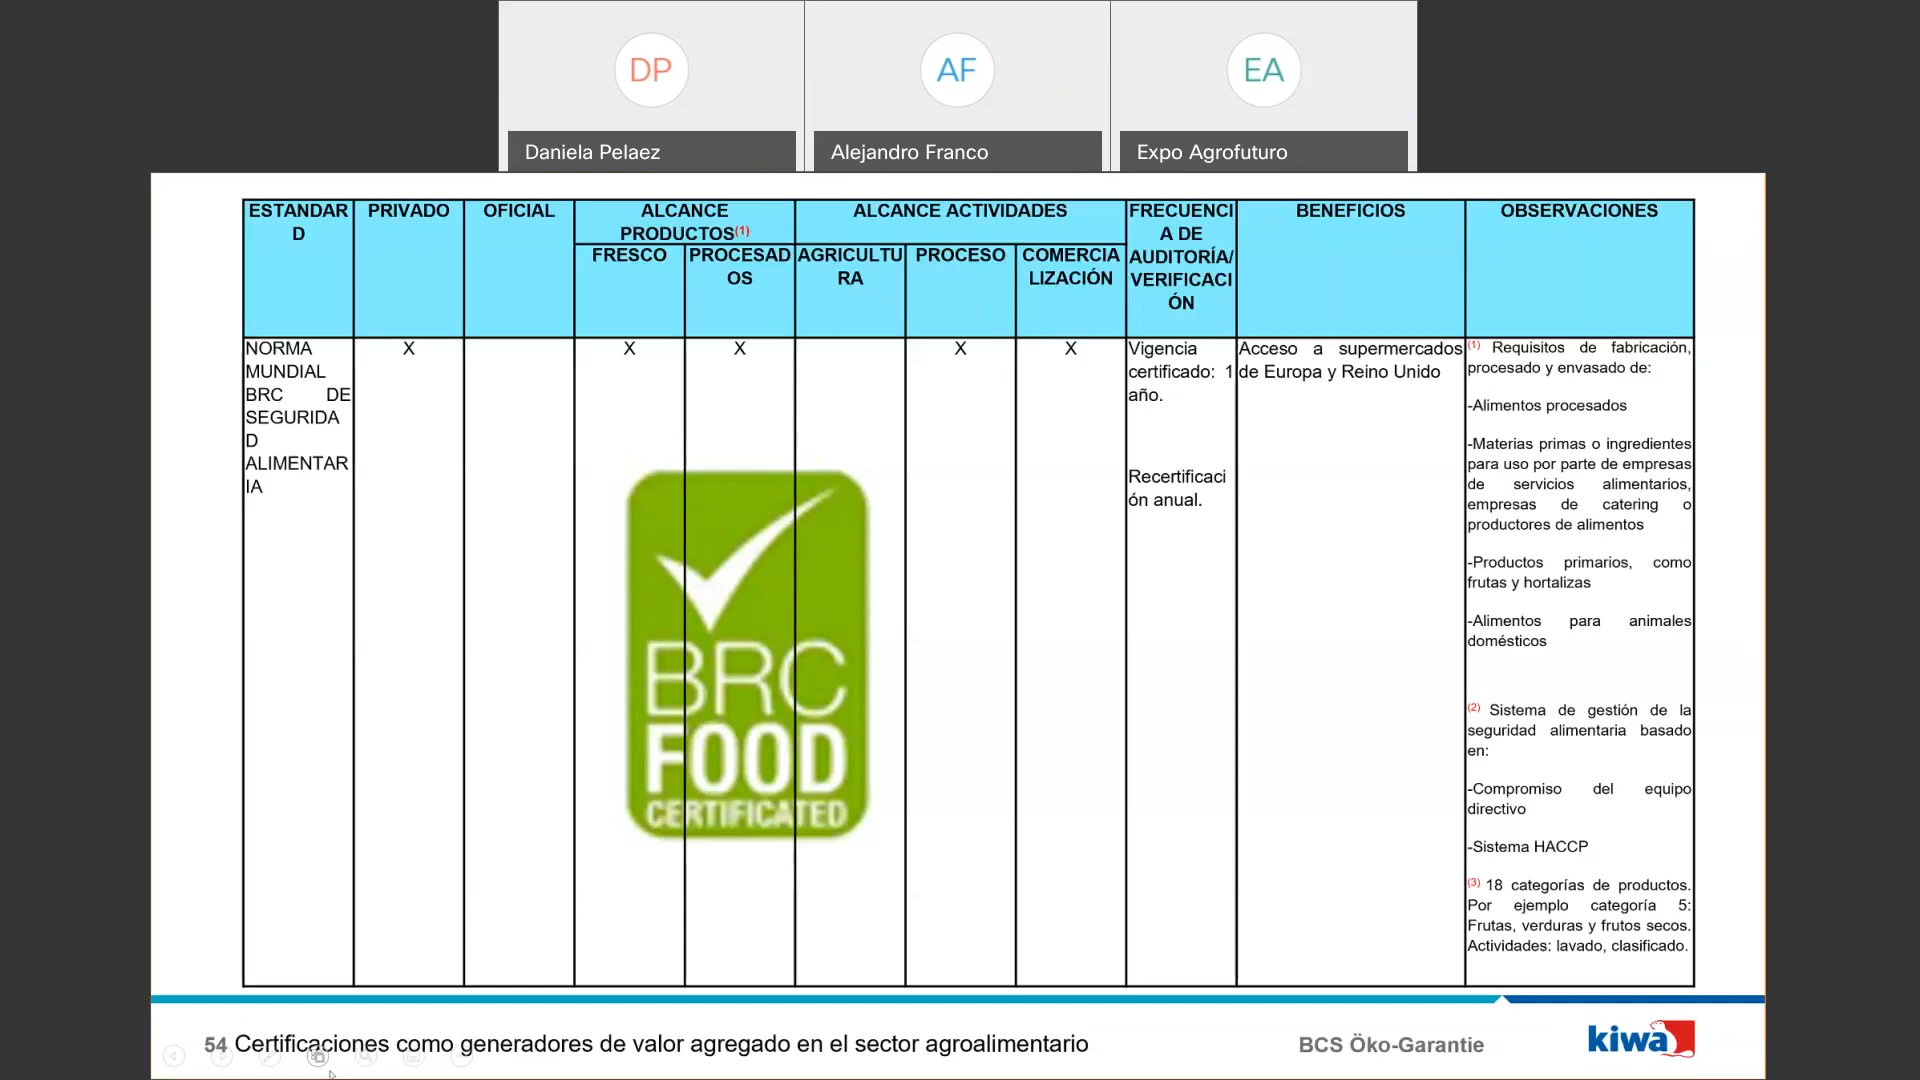 DP
AF
EA
Daniela Pelaez
Alejandro Franco
Expo Agrofuturo
ESTANDAR
D
PRIVADO
OFICIAL
ALCANCE
PRODUCTOS(1)
ALCANCE ACTIVIDADES
FRECUENCI
A DE
AUDITORÍA/
VERIFICACI
ÓN
BENEFICIOS
OBSERVACIONES
FRESCO
PROCESAD
OS
AGRICULTU
RA
PROCESO
COMERCIA
LIZACIÓN
NORMA
MUNDIAL
BRC DE
SEGURIDA
D
ALIMENTAR
IA
X
X
X
X
X
Vigencia
certificado: 1
año.
Recertificaci
ón anual.
Acceso a supermercados
de Europa y Reino Unido
(1) Requisitos de fabricación,
procesado y envasado de:
-Alimentos procesados
-Materias primas o ingredientes
para uso por parte de empresas
de servicios alimentarios,
empresas de catering o
productores de alimentos
-Productos primarios, como
frutas y hortalizas
-Alimentos para animales
domésticos
(2) Sistema de gestión de la
seguridad alimentaria basado
en:
-Compromiso del equipo
directivo
-Sistema HACCP
(3) 18 categorías de productos.
Por ejemplo categoría 5:
Frutas, verduras y frutos secos.
Actividades: lavado, clasificado.
BRC
FOOD
CERTIFICATED
54 Certificaciones como generadores de valor agregado en el sector agroalimentario
BCS Öko-Garantie
kiwa